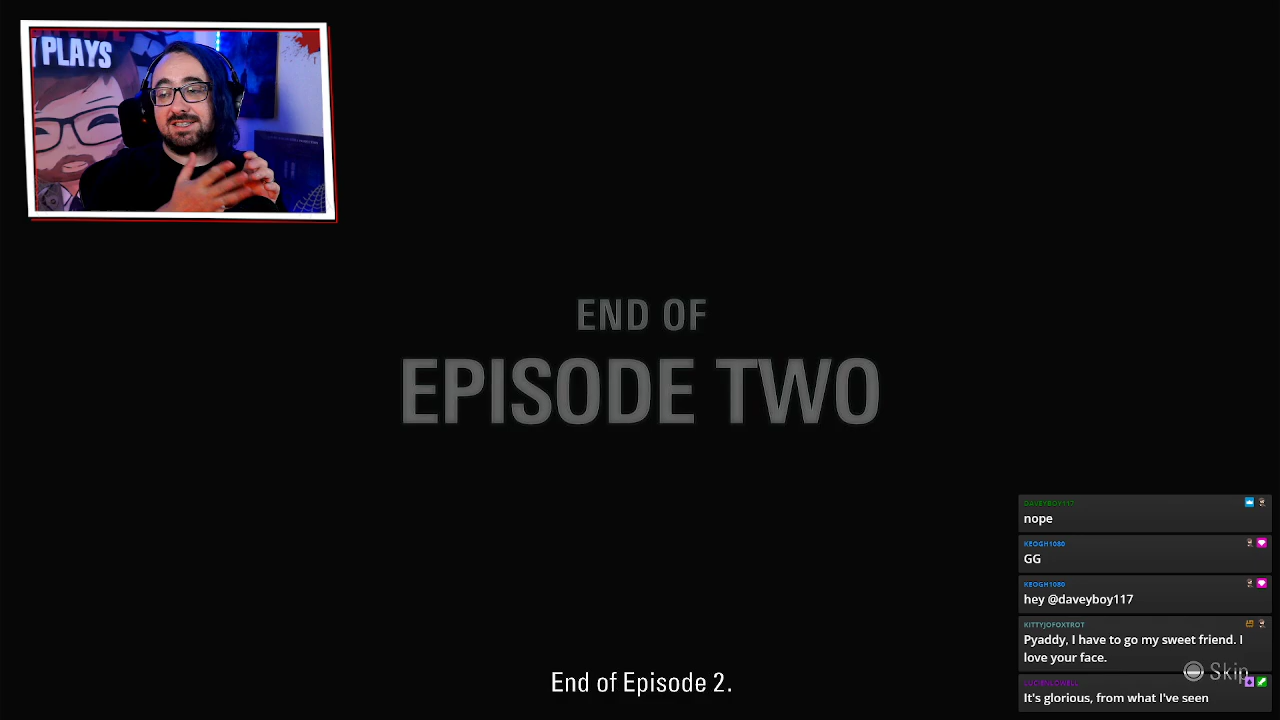 Y PLAYS
END OF
EPISODE TWO
DAVEYBOY117
nope
KEOGH1080
GG
KEOGH1080
hey @daveyboy117
KITTYJOFOXTROT
Pyaddy, I have to go my sweet friend. I
love your face.
Skip
It's glorious, from what I've seen
End of Episode 2.